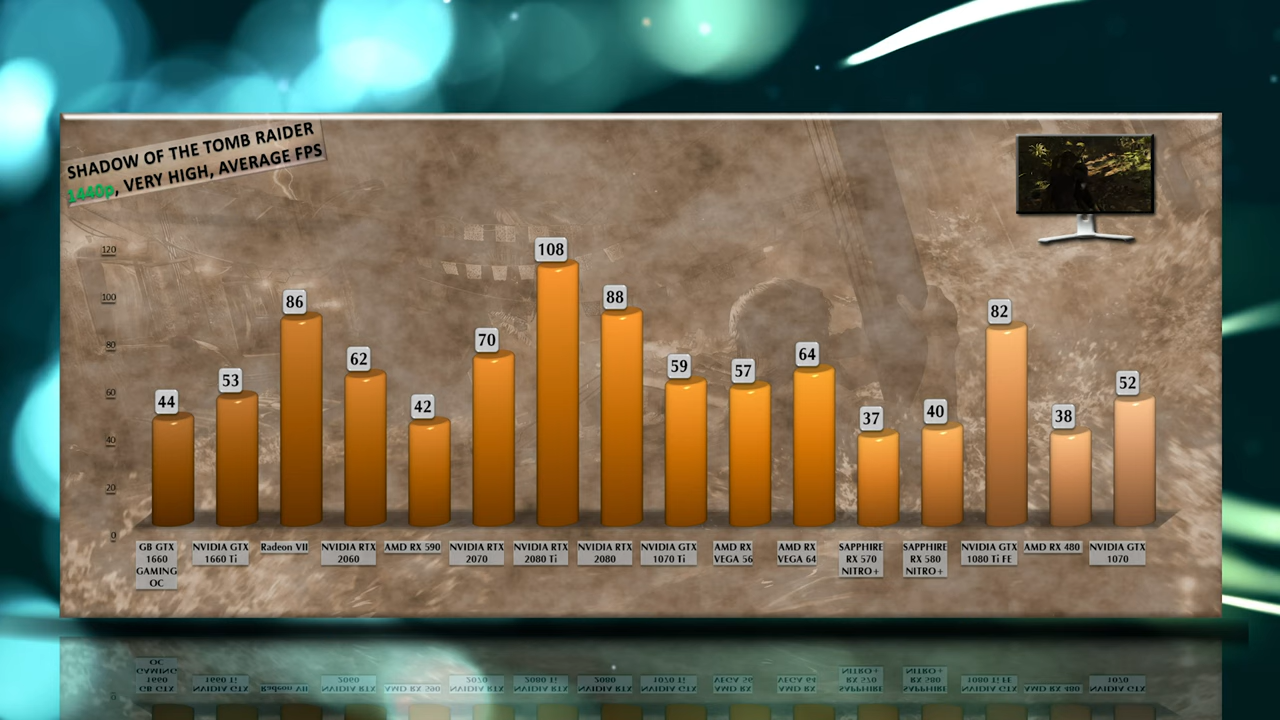 SHADOW OF THE TOMB RAIDER
1440p, VERY HIGH, AVERAGE FPS
120
100
80
60
40
20
0
44
53
86
62
42
70
108
88
59
57
64
37
40
82
38
52
GB GTX
1660
GAMING
OC
NVIDIA GTX
1660 Ti
Radeon VII
NVIDIA RTX
2060
AMD RX 590
NVIDIA RTX
2070
NVIDIA RTX
2080 Ti
NVIDIA RTX
2080
NVIDIA GTX
1070 Ti
AMD RX
VEGA 56
AMD RX
VEGA 64
SAPPHIRE
RX 570
NITRO+
SAPPHIRE
RX 580
NITRO+
NVIDIA GTX
1080 Ti FE
AMD RX 480
NVIDIA GTX
1070